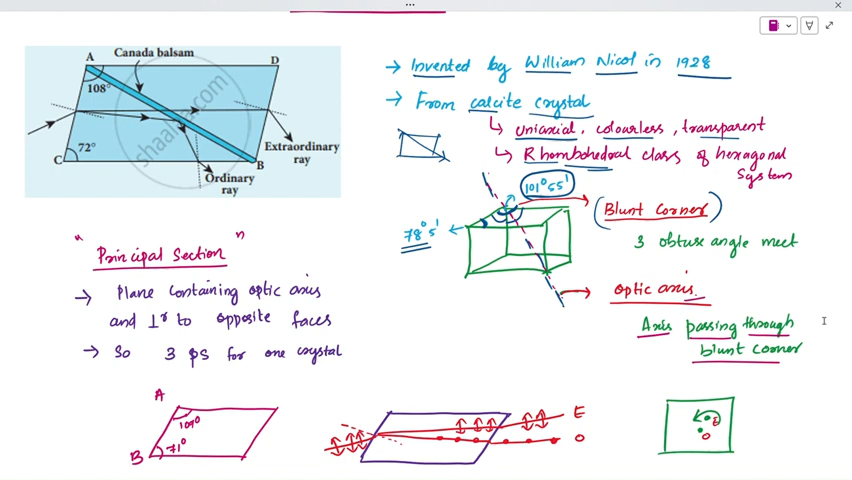 A
Canada balsam
D
108°
C
72°
B
Extraordinary
ray
Ordinary
ray
shaalaa.com
→ Invented by William Nicol in 1928
→ From calcite crystal
↳ uniaxial, colourless, transparent
↳ Rhombohedral class of hexagonal
system
101°55'
78°5'
(Blunt corner)
3 obtuse angle meet
optic axis
Axis passing through
blunt corner
"Principal Section"
→ Plane containing optic axis
and ⊥r to opposite faces
→ So 3 ps for one crystal
A
109°
B
71°
E
O
E
O